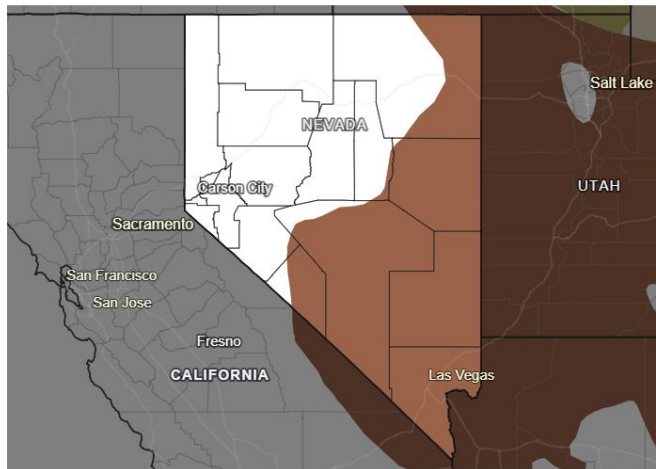 Salt Lake
NEVADA
Carson City
UTAH
Sacramento
San Francisco
San Jose
Fresno
CALIFORNIA
Las Vegas